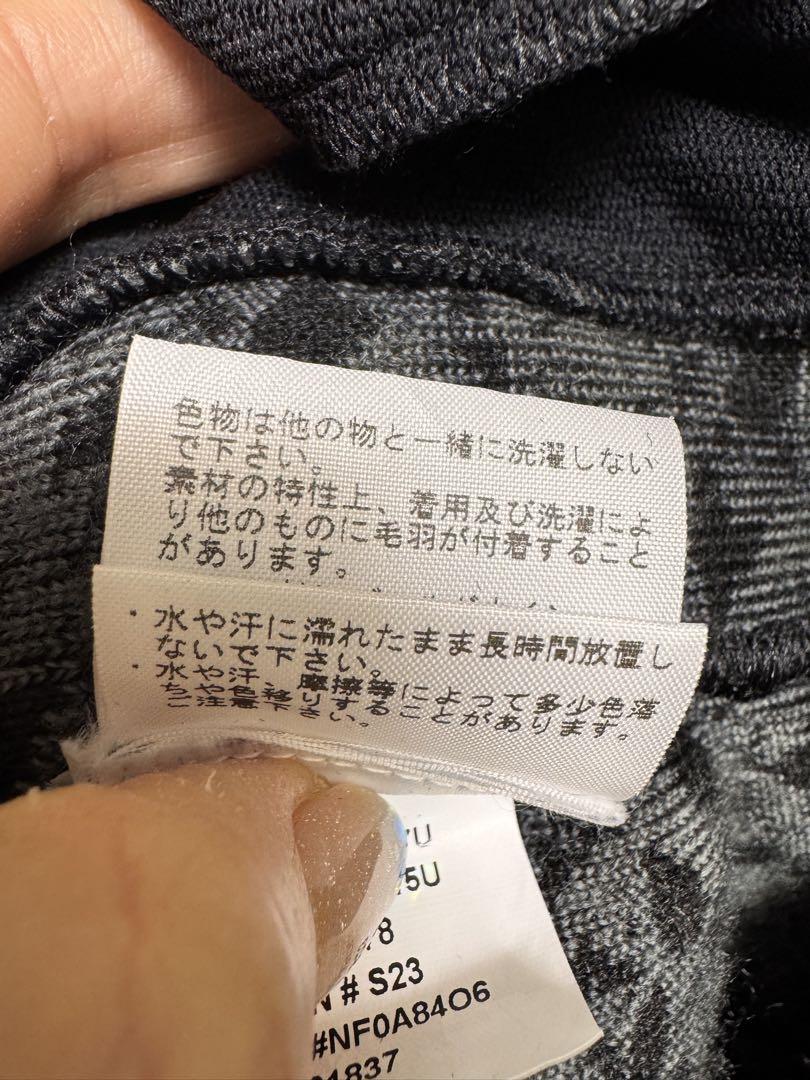 色物は他の物と一緒に洗濯しない
で下さい。
素材の特性上、着用及び洗濯によ
り他のものに毛羽が付着すること
があります。
・水や汗に濡れたまま長時間放置し
ないで下さい。
・水や汗、摩擦等によって多少色落
ちや色移りすることがあります。
ご注意下さい。
7U
75U
78
N # S23
#NF0A84O6
01837